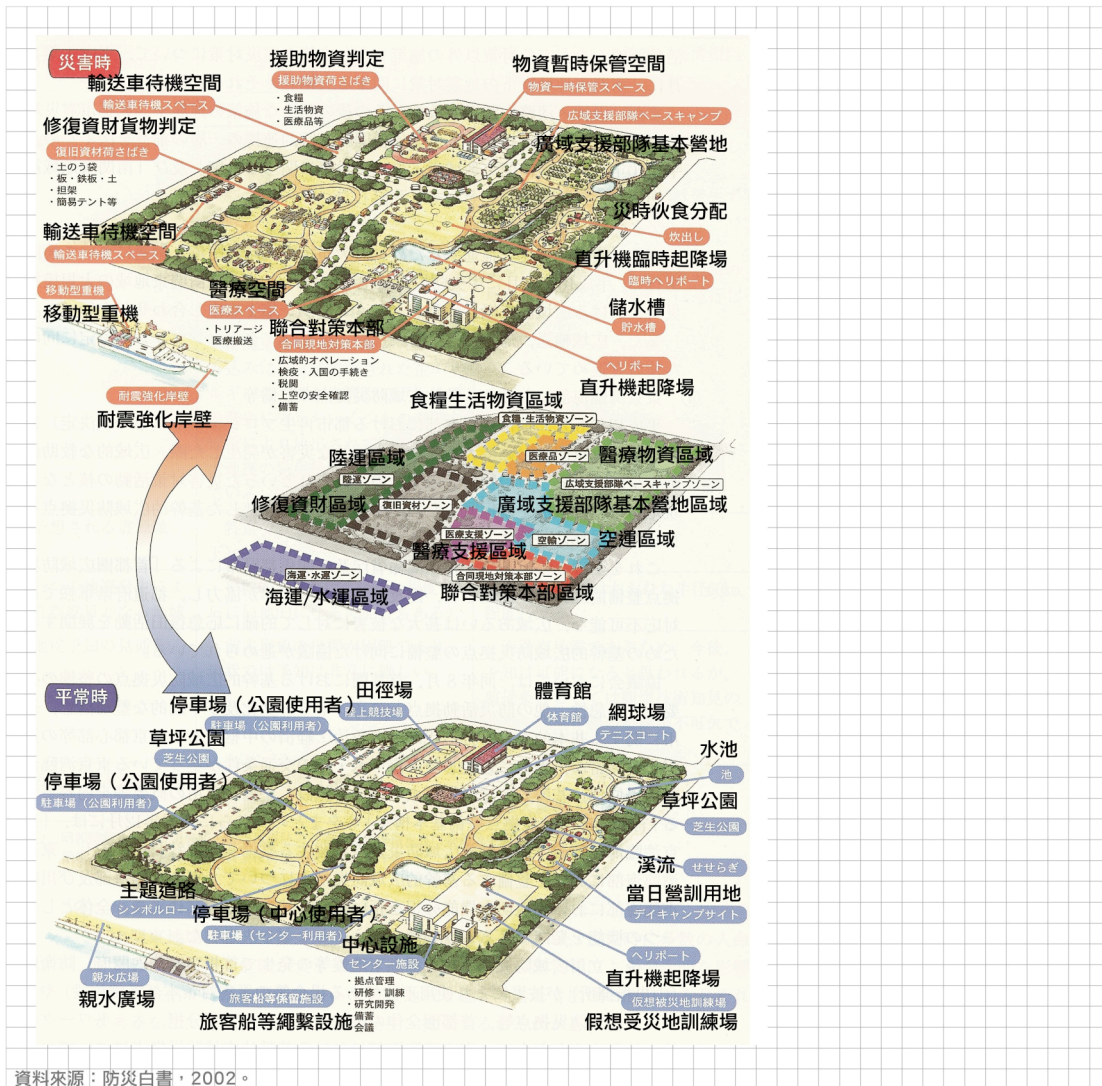 災害時
援助物資判定
援助物資荷さばき
・食糧
・生活物資
・医療品等
物資暫時保管空間
物資一時保管スペース
輸送車待機空間
輸送車待機スペース
広域支援部隊ベースキャンプ
廣域支援部隊基本營地
修復資財貨物判定
復旧資材荷さばき
・土のう袋
・板・鉄板・土
・担架
・簡易テント等
災時伙食分配
炊出し
輸送車待機空間
輸送車待機スペース
直升機臨時起降場
臨時ヘリポート
移動型重機
移動型重機
醫療空間
医療スペース
・トリアージ
・医療搬送
儲水槽
貯水槽
聯合對策本部
合同現地対策本部
・広域的オペレーション
・検疫・入国の手続き
・税関
・上空の安全確認
・備蓄
ヘリポート
直升機起降場
耐震強化岸壁
耐震強化岸壁
食糧生活物資區域
食糧・生活物資ゾーン
陸運區域
陸運ゾーン
医療品ゾーン
醫療物資區域
広域支援部隊ベースキャンプゾーン
廣域支援部隊基本營地區域
修復資財區域
復旧資材ゾーン
医療支援ゾーン
醫療支援區域
空輸ゾーン
空運區域
海運・水運ゾーン
海運/水運區域
合同現地対策本部ゾーン
聯合對策本部區域
平常時
停車場（公園使用者）
駐車場（公園利用者）
田徑場
陸上競技場
體育館
体育館
網球場
テニスコート
草坪公園
芝生公園
水池
池
停車場（公園使用者）
駐車場（公園利用者）
草坪公園
芝生公園
溪流
せせらぎ
主題道路
シンボルロード
停車場（中心使用者）
駐車場（センター利用者）
當日營訓用地
デイキャンプサイト
中心設施
センター施設
・拠点管理
・研修・訓練
・研究開発
備蓄
会議
ヘリポート
直升機起降場
親水広場
親水廣場
旅客船等係留施設
旅客船等繩繫設施
仮想被災地訓練場
假想受災地訓練場
資料來源：防災白書，2002。